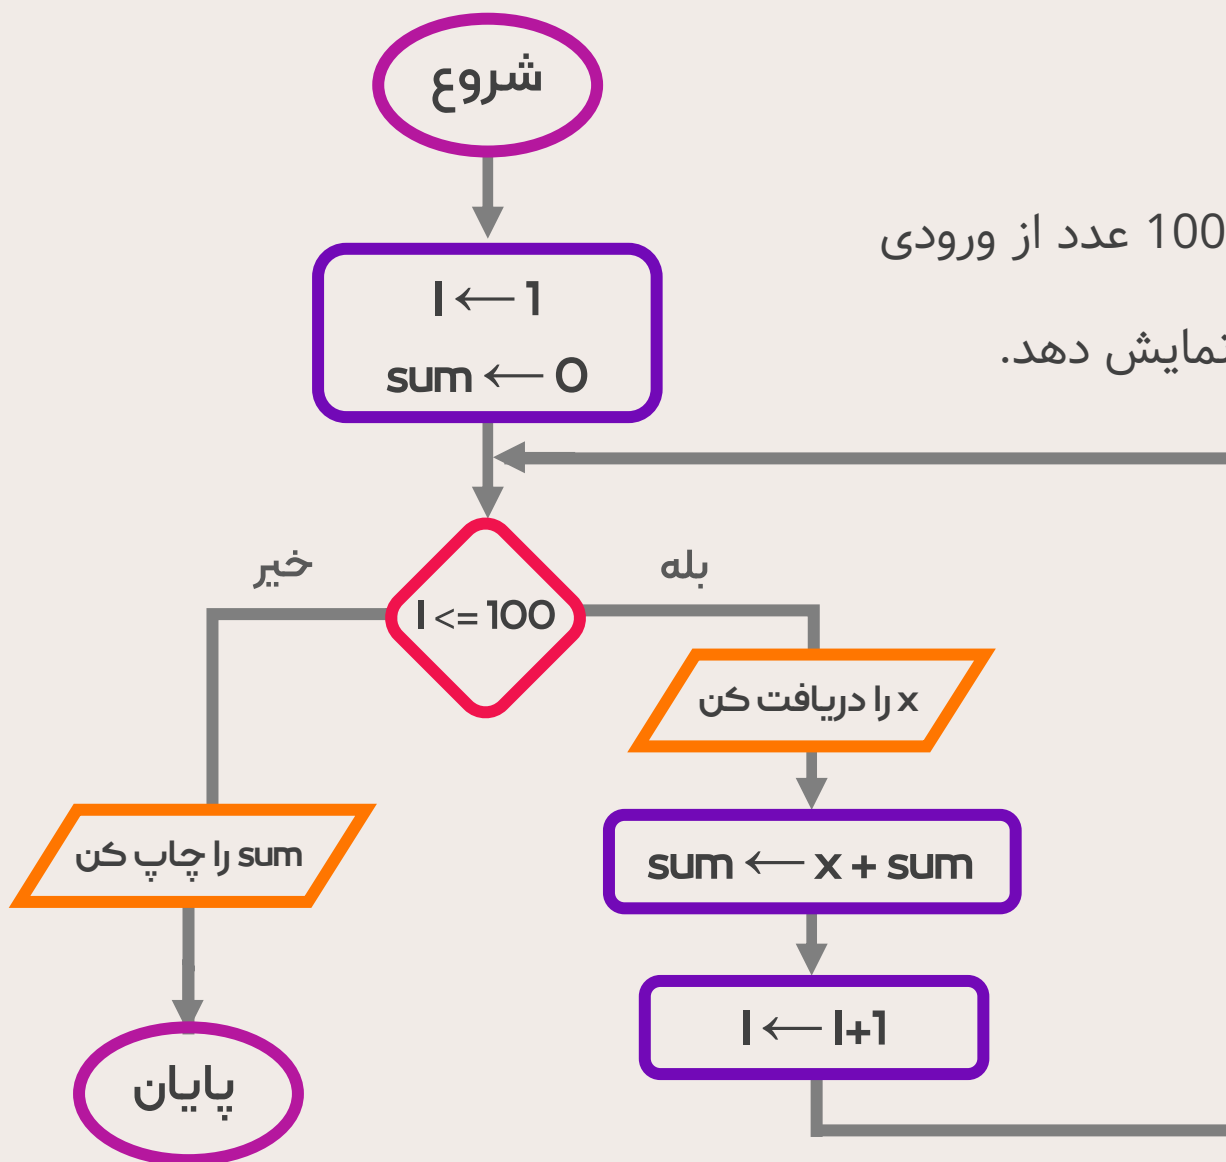 شروع
100 عدد از ورودی
I ← 1
نمایش دهد.
sum ← 0
خیر
بله
I <= 100
x را دریافت کن
sum را چاپ کن
sum ← x + sum
I ← I+1
پایان